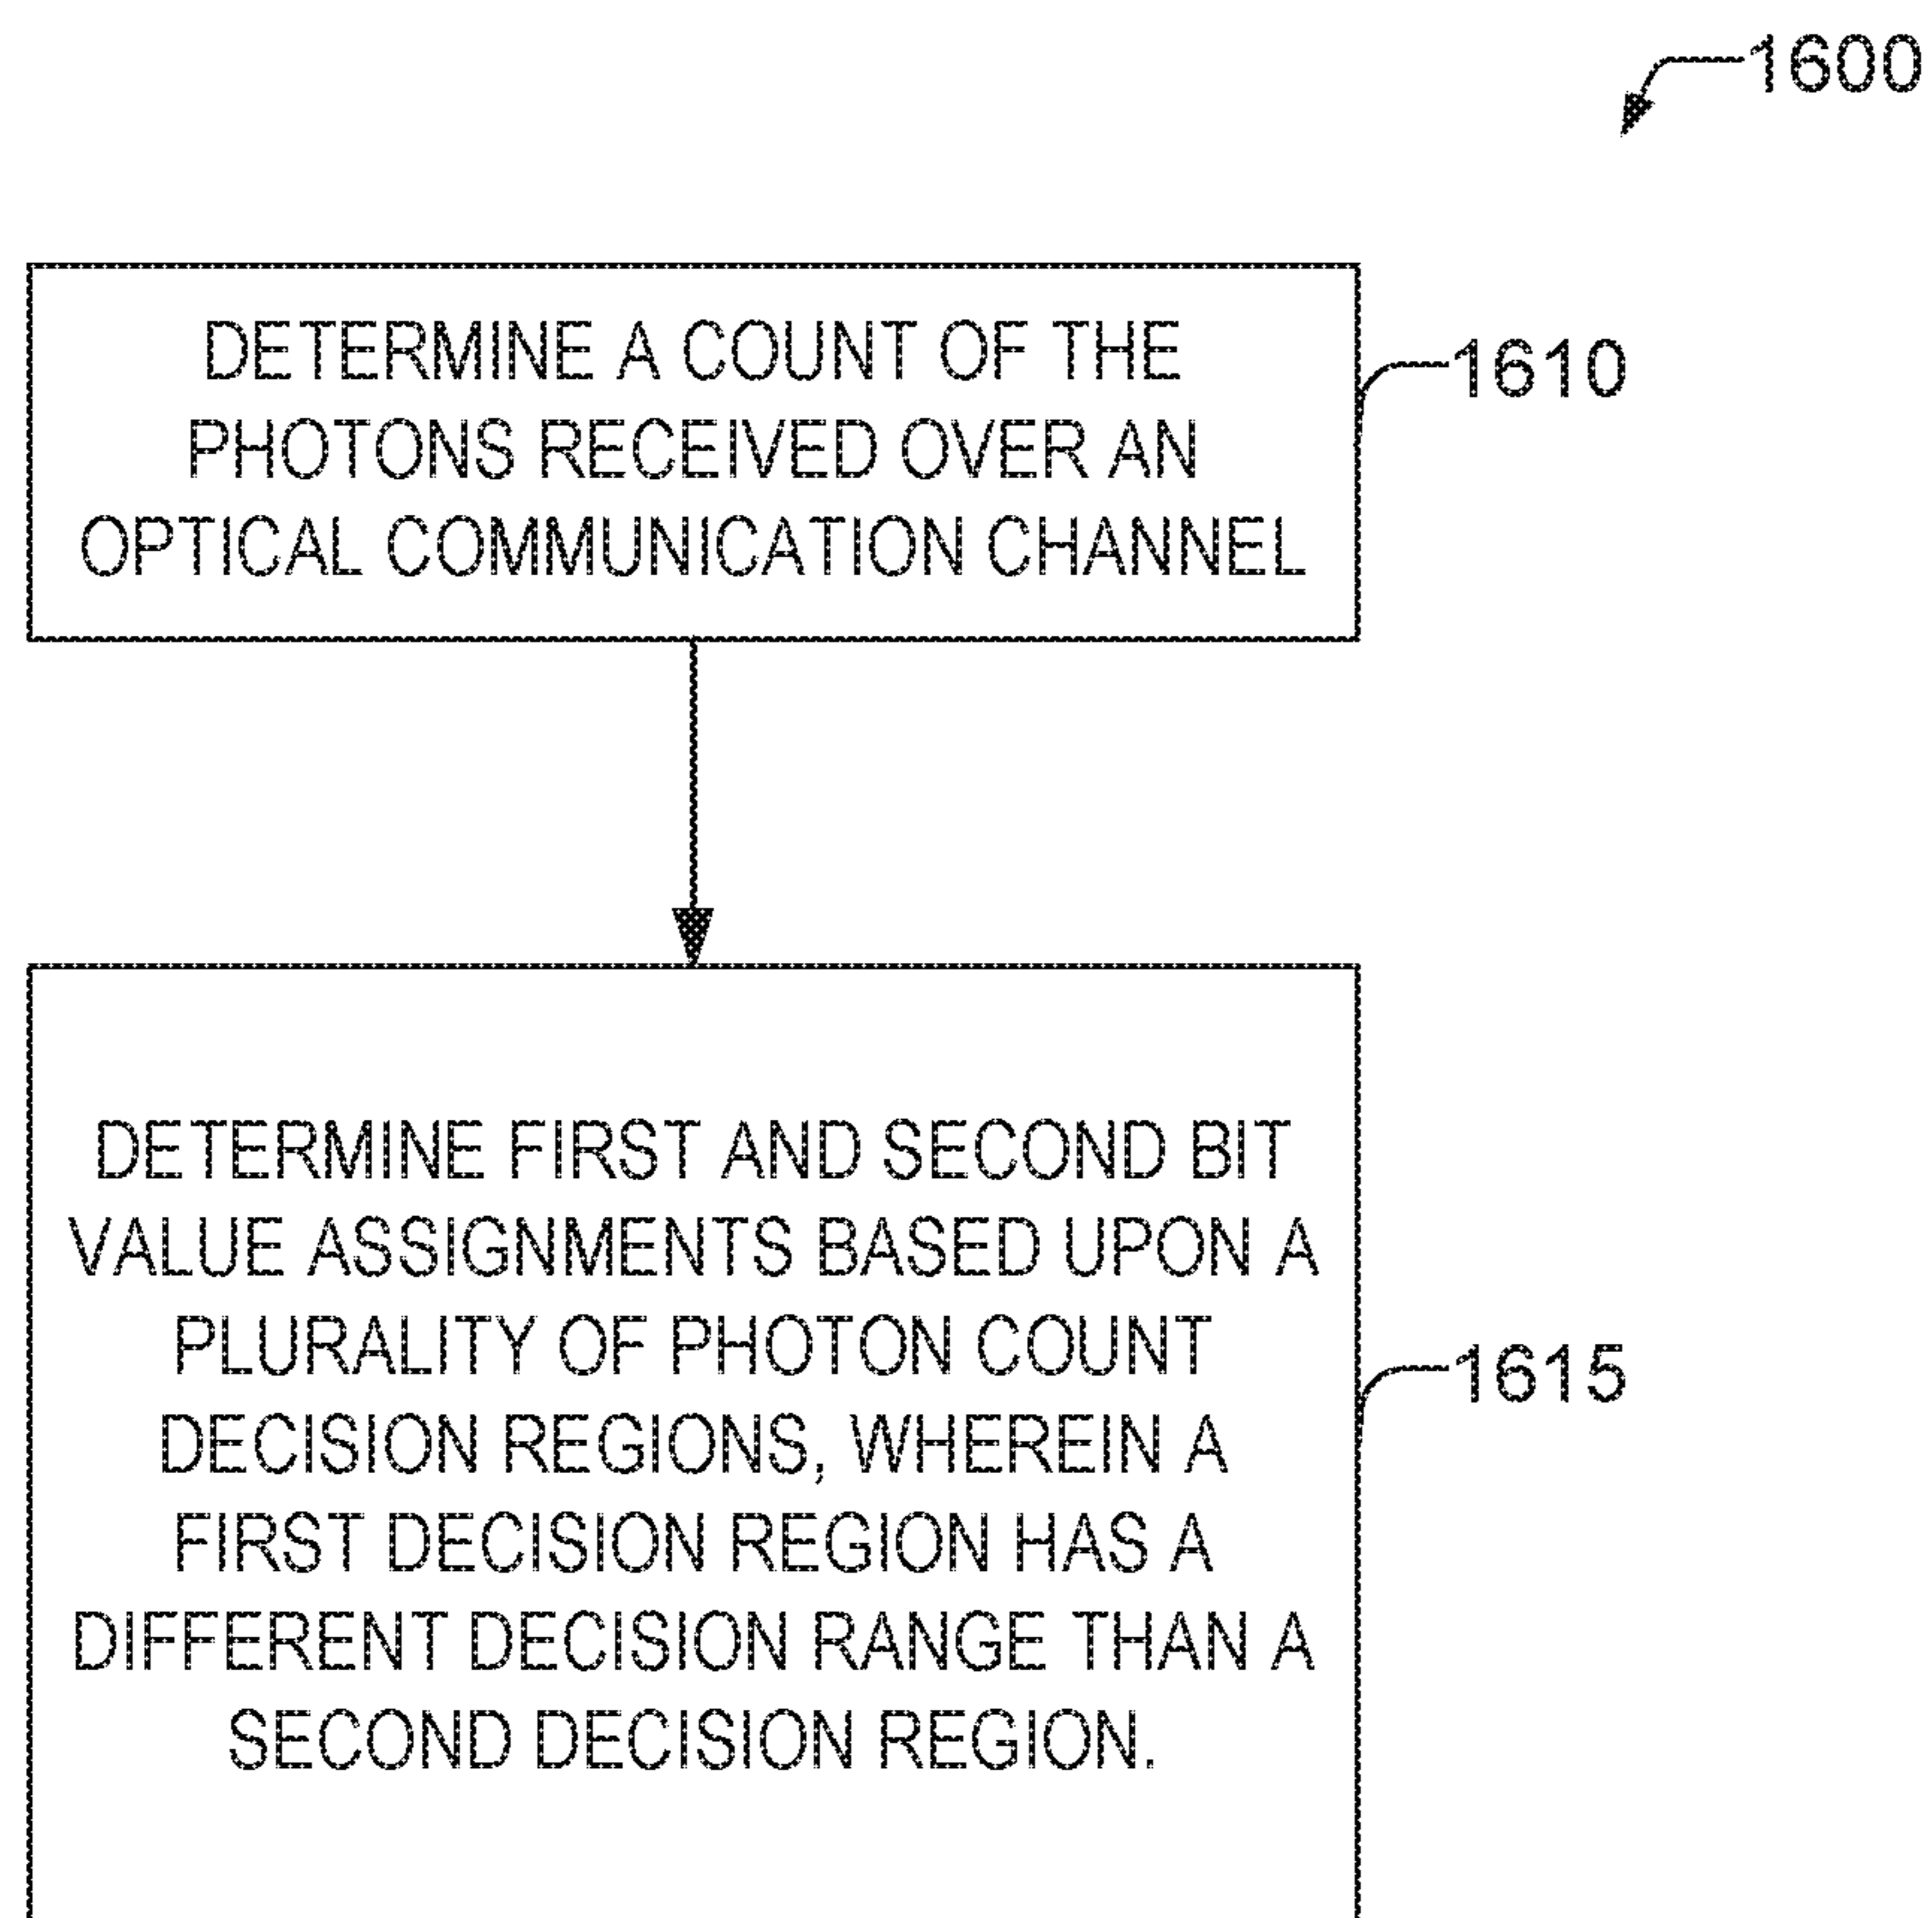 1600
DETERMINE A COUNT OF THE
PHOTONS RECEIVED OVER AN
OPTICAL COMMUNICATION CHANNEL
1610
DETERMINE FIRST AND SECOND BIT
VALUE ASSIGNMENTS BASED UPON A
PLURALITY OF PHOTON COUNT
DECISION REGIONS, WHEREIN A
FIRST DECISION REGION HAS A
DIFFERENT DECISION RANGE THAN A
SECOND DECISION REGION.
1615